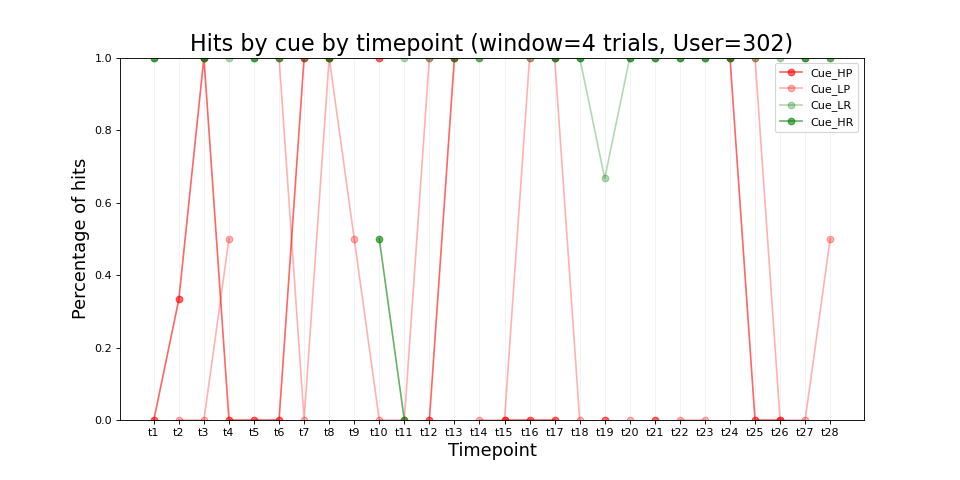 Hits by cue by timepoint (window=4 trials, User=302)
Percentage of hits
1.0
0.8
0.6
0.4
0.2
0.0
Cue_HP
Cue_LP
Cue_LR
Cue_HR
t1 t2 t3 t4 t5 t6 t7 t8 t9 t10 t11 t12 t13 t14 t15 t16 t17 t18 t19 t20 t21 t22 t23 t24 t25 t26 t27 t28
Timepoint